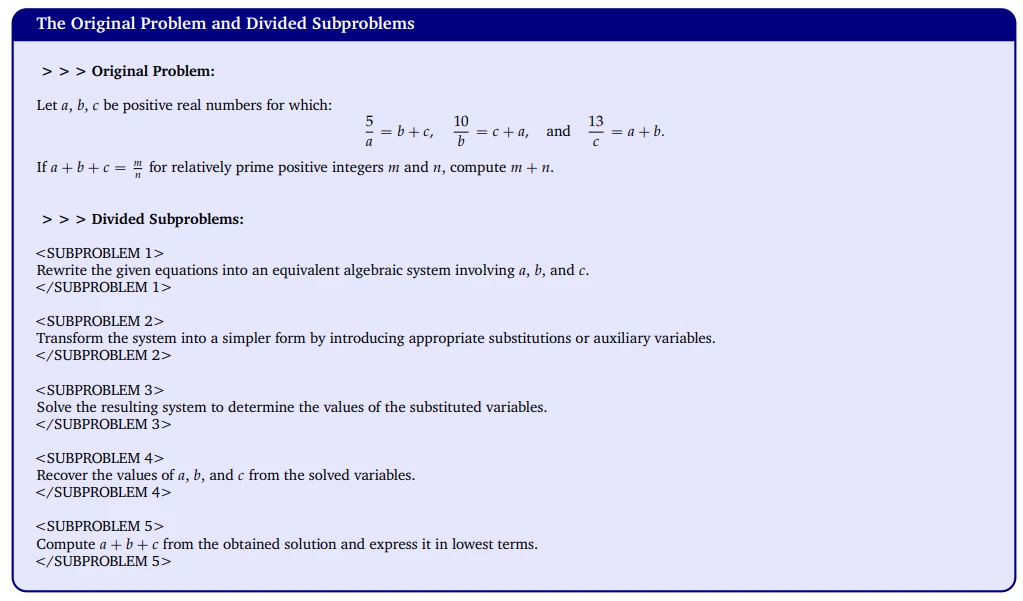 The Original Problem and Divided Subproblems
> > > Original Problem:
Let a, b, c be positive real numbers for which:
5/a = b + c, 10/b = c + a, and 13/c = a + b.
If a + b + c = m/n for relatively prime positive integers m and n, compute m + n.
> > > Divided Subproblems:
<SUBPROBLEM 1>
Rewrite the given equations into an equivalent algebraic system involving a, b, and c.
</SUBPROBLEM 1>
<SUBPROBLEM 2>
Transform the system into a simpler form by introducing appropriate substitutions or auxiliary variables.
</SUBPROBLEM 2>
<SUBPROBLEM 3>
Solve the resulting system to determine the values of the substituted variables.
</SUBPROBLEM 3>
<SUBPROBLEM 4>
Recover the values of a, b, and c from the solved variables.
</SUBPROBLEM 4>
<SUBPROBLEM 5>
Compute a + b + c from the obtained solution and express it in lowest terms.
</SUBPROBLEM 5>